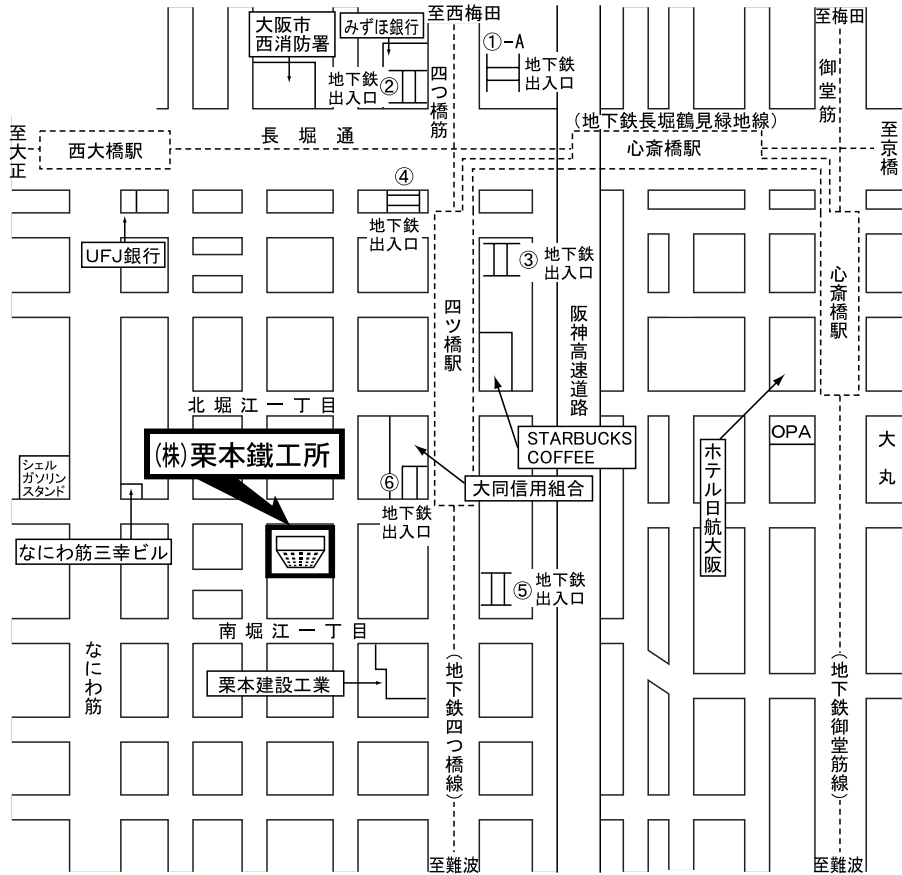 至西梅田
至梅田
大阪市
西消防署
みずほ銀行
①-A
地下鉄
出入口
地下鉄
出入口
②
四つ橋筋
御堂筋
(地下鉄長堀鶴見緑地線)
至大正
西大橋駅
長堀通
心斎橋駅
至京橋
④
地下鉄
出入口
UFJ銀行
③
地下鉄
出入口
四ツ橋駅
阪神高速道路
心斎橋駅
北堀江一丁目
STARBUCKS
COFFEE
OPA
大丸
(株)栗本鐵工所
シェル
ガソリン
スタンド
⑥
地下鉄
出入口
大同信用組合
ホテル日航大阪
なにわ筋三幸ビル
⑤
地下鉄
出入口
南堀江一丁目
なにわ筋
栗本建設工業
(地下鉄四つ橋線)
(地下鉄御堂筋線)
至難波
至難波